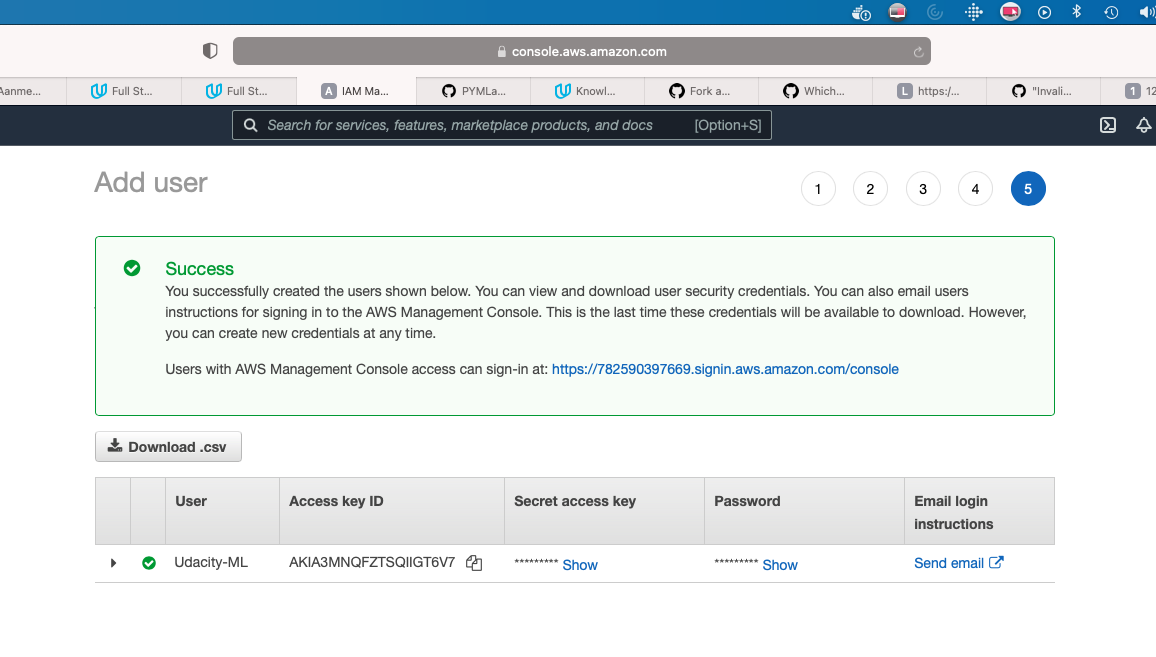 console.aws.amazon.com
Aanme...
Full St...
Full St...
A IAM Ma...
PYMLa...
Knowl...
Fork a...
Which...
L https:/...
"Invali...
1 12
Search for services, features, marketplace products, and docs [Option+S]
Add user
1 2 3 4 5
Success
You successfully created the users shown below. You can view and download user security credentials. You can also email users
instructions for signing in to the AWS Management Console. This is the last time these credentials will be available to download. However,
you can create new credentials at any time.
Users with AWS Management Console access can sign-in at: https://782590397669.signin.aws.amazon.com/console
Download .csv
User Access key ID Secret access key Password Email login
instructions
Udacity-ML AKIA3MNQFZTSQIIGT6V7 ********* Show ********* Show Send email